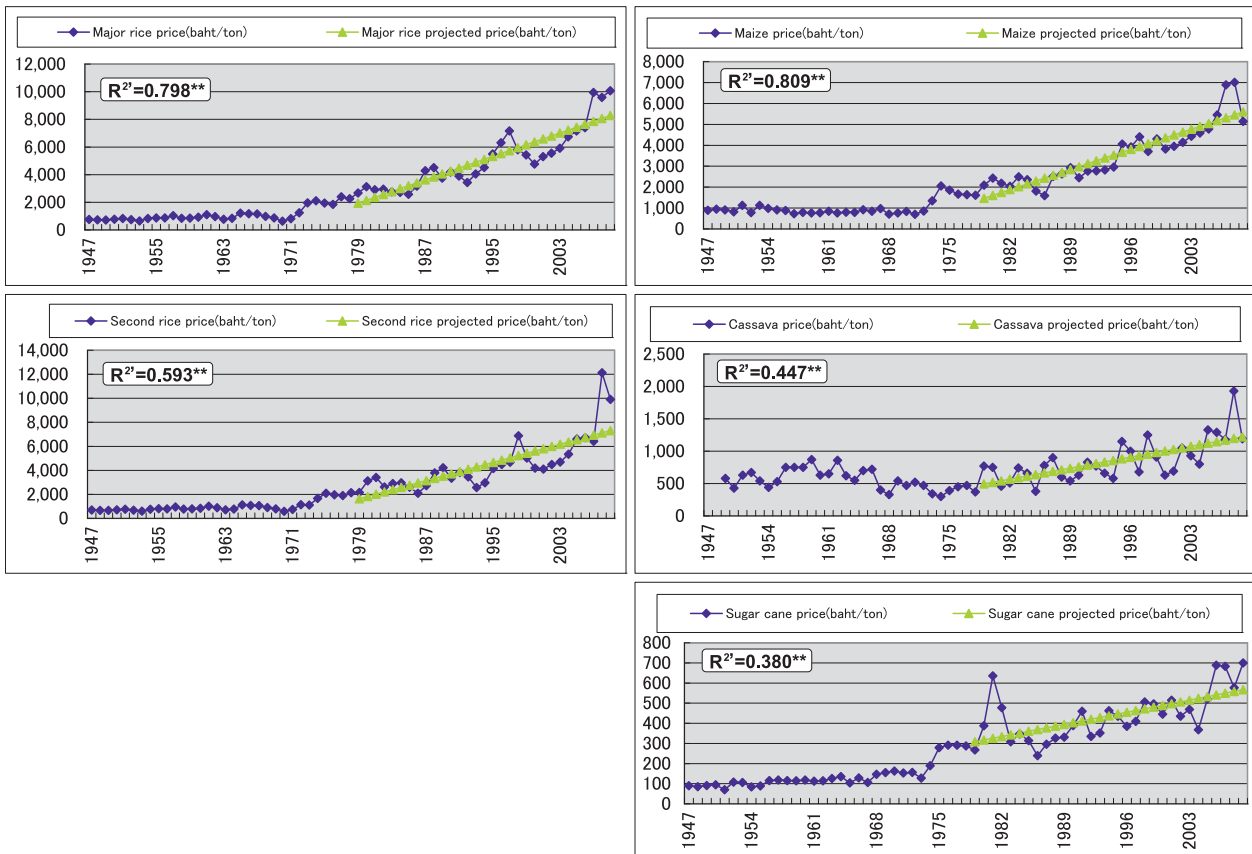 Major rice price(baht/ton) Major rice projected price(baht/ton)
R²'=0.798**
12,000
10,000
8,000
6,000
4,000
2,000
0
1947 1955 1963 1971 1979 1987 1995 2003
Maize price(baht/ton) Maize projected price(baht/ton)
R²'=0.809**
8,000
7,000
6,000
5,000
4,000
3,000
2,000
1,000
0
1947 1954 1961 1968 1975 1982 1989 1996 2003
Second rice price(baht/ton) Second rice projected price(baht/ton)
R²'=0.593**
14,000
12,000
10,000
8,000
6,000
4,000
2,000
0
1947 1955 1963 1971 1979 1987 1995 2003
Cassava price(baht/ton) Cassava projected price(baht/ton)
R²'=0.447**
2,500
2,000
1,500
1,000
500
0
1947 1954 1961 1968 1975 1982 1989 1996 2003
Sugar cane price(baht/ton) Sugar cane projected price(baht/ton)
R²'=0.380**
800
700
600
500
400
300
200
100
0
1947 1954 1961 1968 1975 1982 1989 1996 2003